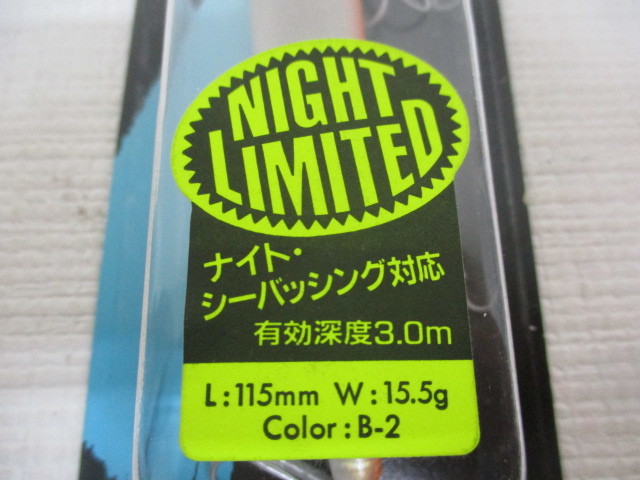 NIGHT
LIMITED
ナイト・
シーバッシング対応
有効深度3.0m
L:115mm W:15.5g
Color:B-2